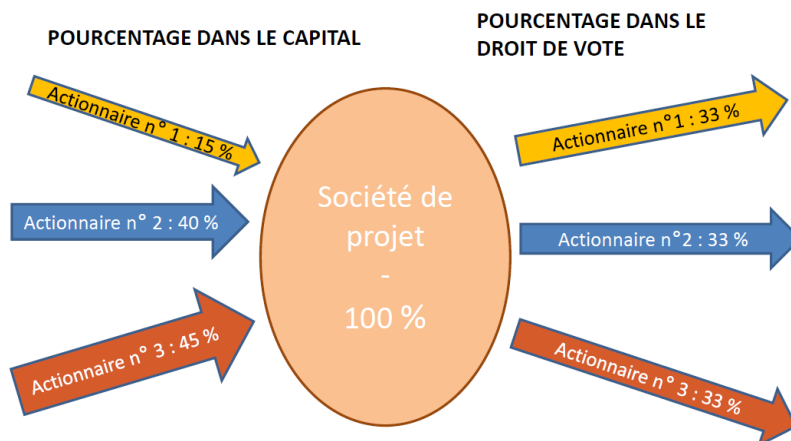 POURCENTAGE DANS LE CAPITAL
POURCENTAGE DANS LE
DROIT DE VOTE
Actionnaire n° 1 : 15 %
Actionnaire n° 2 : 40 %
Actionnaire n° 3 : 45 %
Société de
projet
-
100 %
Actionnaire n°1 : 33 %
Actionnaire n°2 : 33 %
Actionnaire n° 3 : 33 %